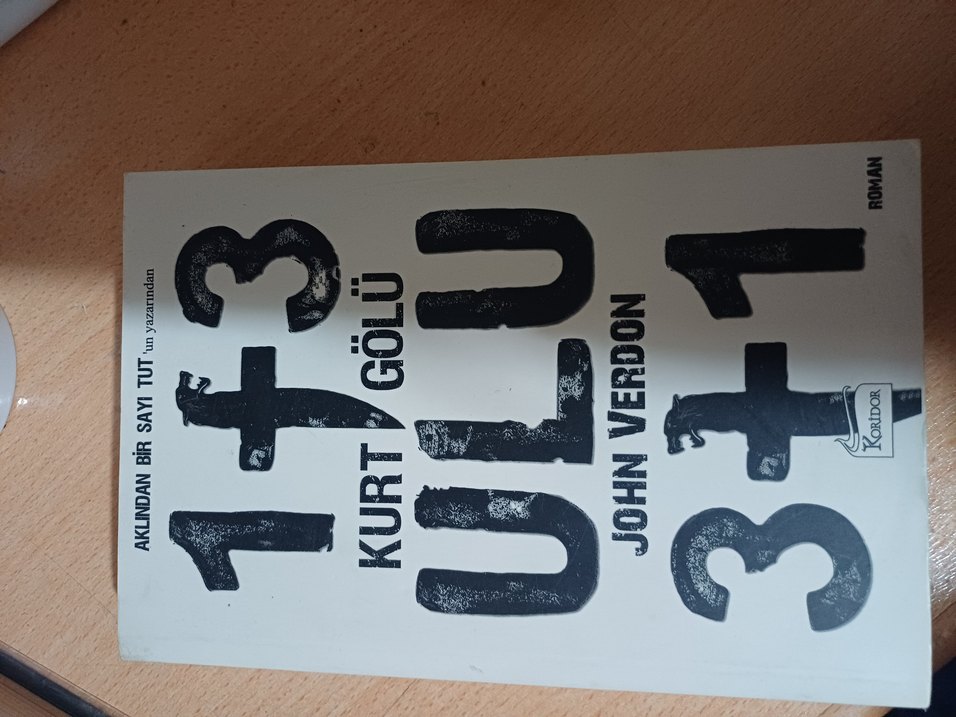 AKLINDAN BİR SAYI TUT 'un yazarından
1+3
KURT GÖLÜ
ULU
JOHN VERDON
3+1
KORİDOR
ROMAN